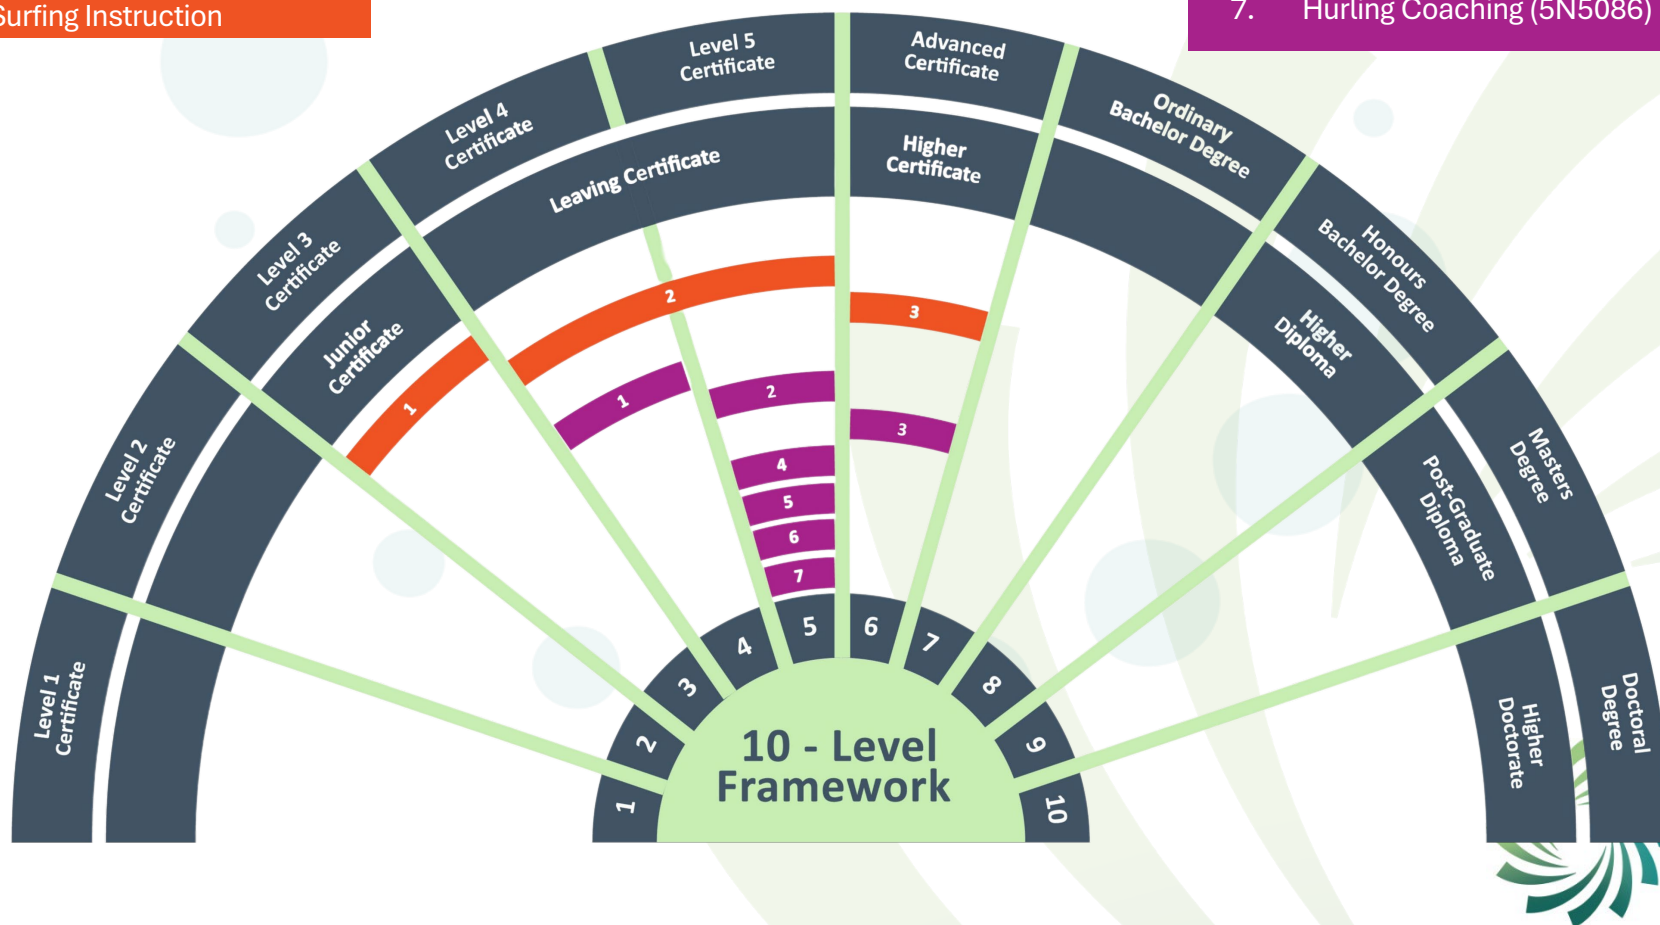 Surfing Instruction
7. Hurling Coaching (5N5086)
Level 1
Certificate
Level 2
Certificate
Level 3
Certificate
Level 4
Certificate
Level 5
Certificate
Advanced
Certificate
Ordinary
Bachelor Degree
Honours
Bachelor Degree
Masters
Degree
Doctoral
Degree
Junior
Certificate
Leaving Certificate
Higher
Certificate
Higher
Diploma
Post-Graduate
Diploma
Higher
Doctorate
1
2
3
1
2
3
4
5
6
7
1
2
3
4
5
6
7
8
9
10
10 - Level
Framework